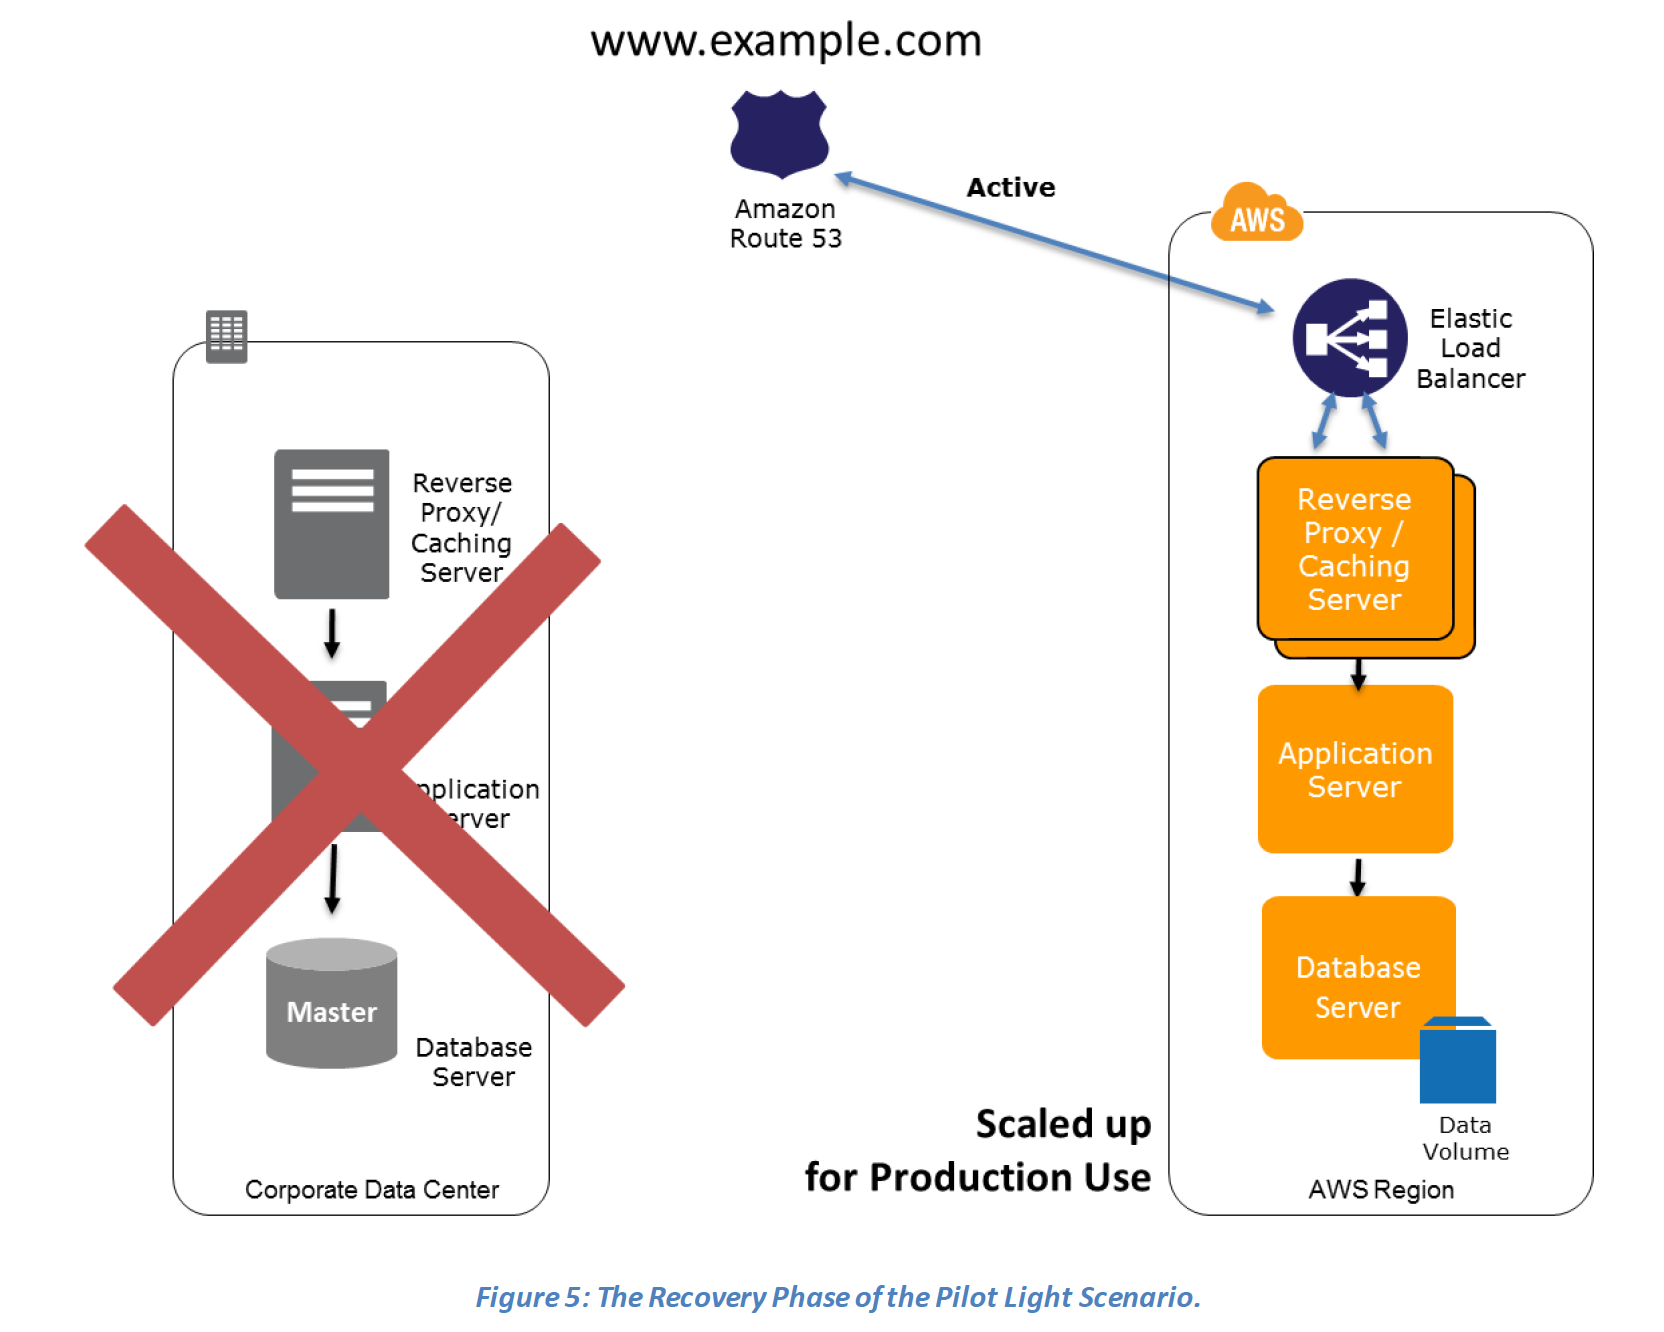 www.example.com
Amazon
Route 53
Active
AWS
Elastic
Load
Balancer
Reverse
Proxy/
Caching
Server
pplication
erver
Master
Database
Server
Corporate Data Center
Reverse
Proxy /
Caching
Server
Application
Server
Database
Server
Data
Volume
AWS Region
Scaled up
for Production Use
Figure 5: The Recovery Phase of the Pilot Light Scenario.